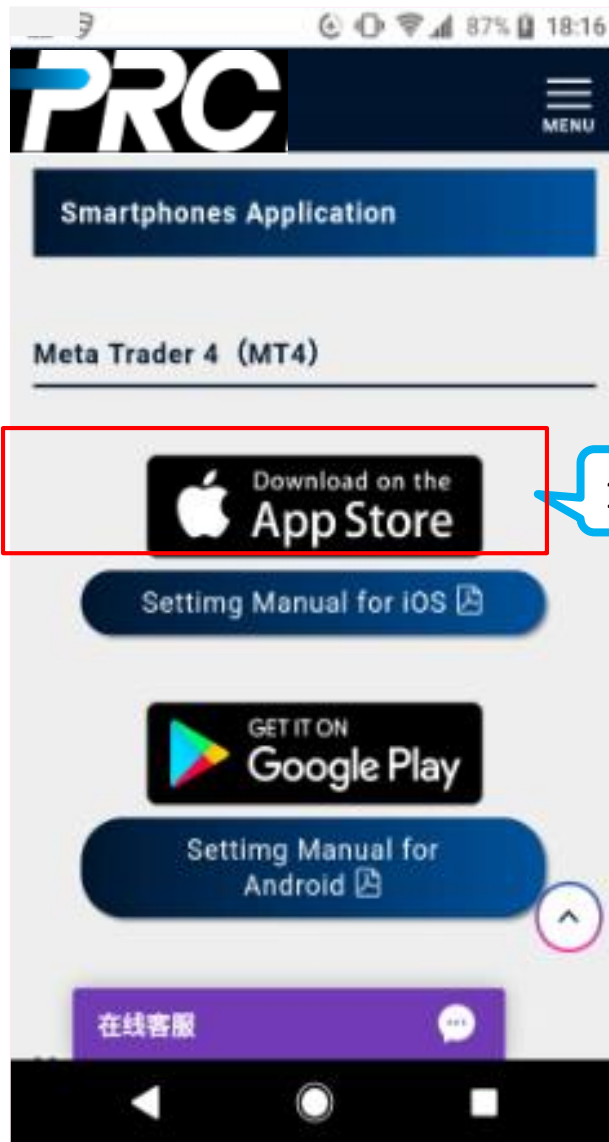 87% 18:16
PRC
MENU
Smartphones Application
Meta Trader 4（MT4）
Download on the
App Store
Settimg Manual for iOS
GET IT ON
Google Play
Settimg Manual for
Android
在线客服